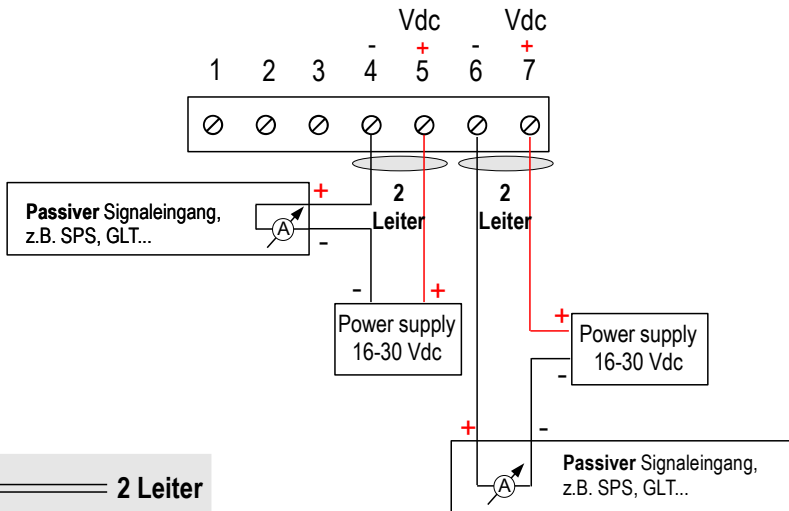 Vdc Vdc
- + - +
1 2 3 4 5 6 7
2 Leiter
2 Leiter
+
Passiver Signaleingang,
z.B. SPS, GLT...
A
-
- +
Power supply
16-30 Vdc
+
Power supply
16-30 Vdc
-
+ -
Passiver Signaleingang,
z.B. SPS, GLT...
A
2 Leiter